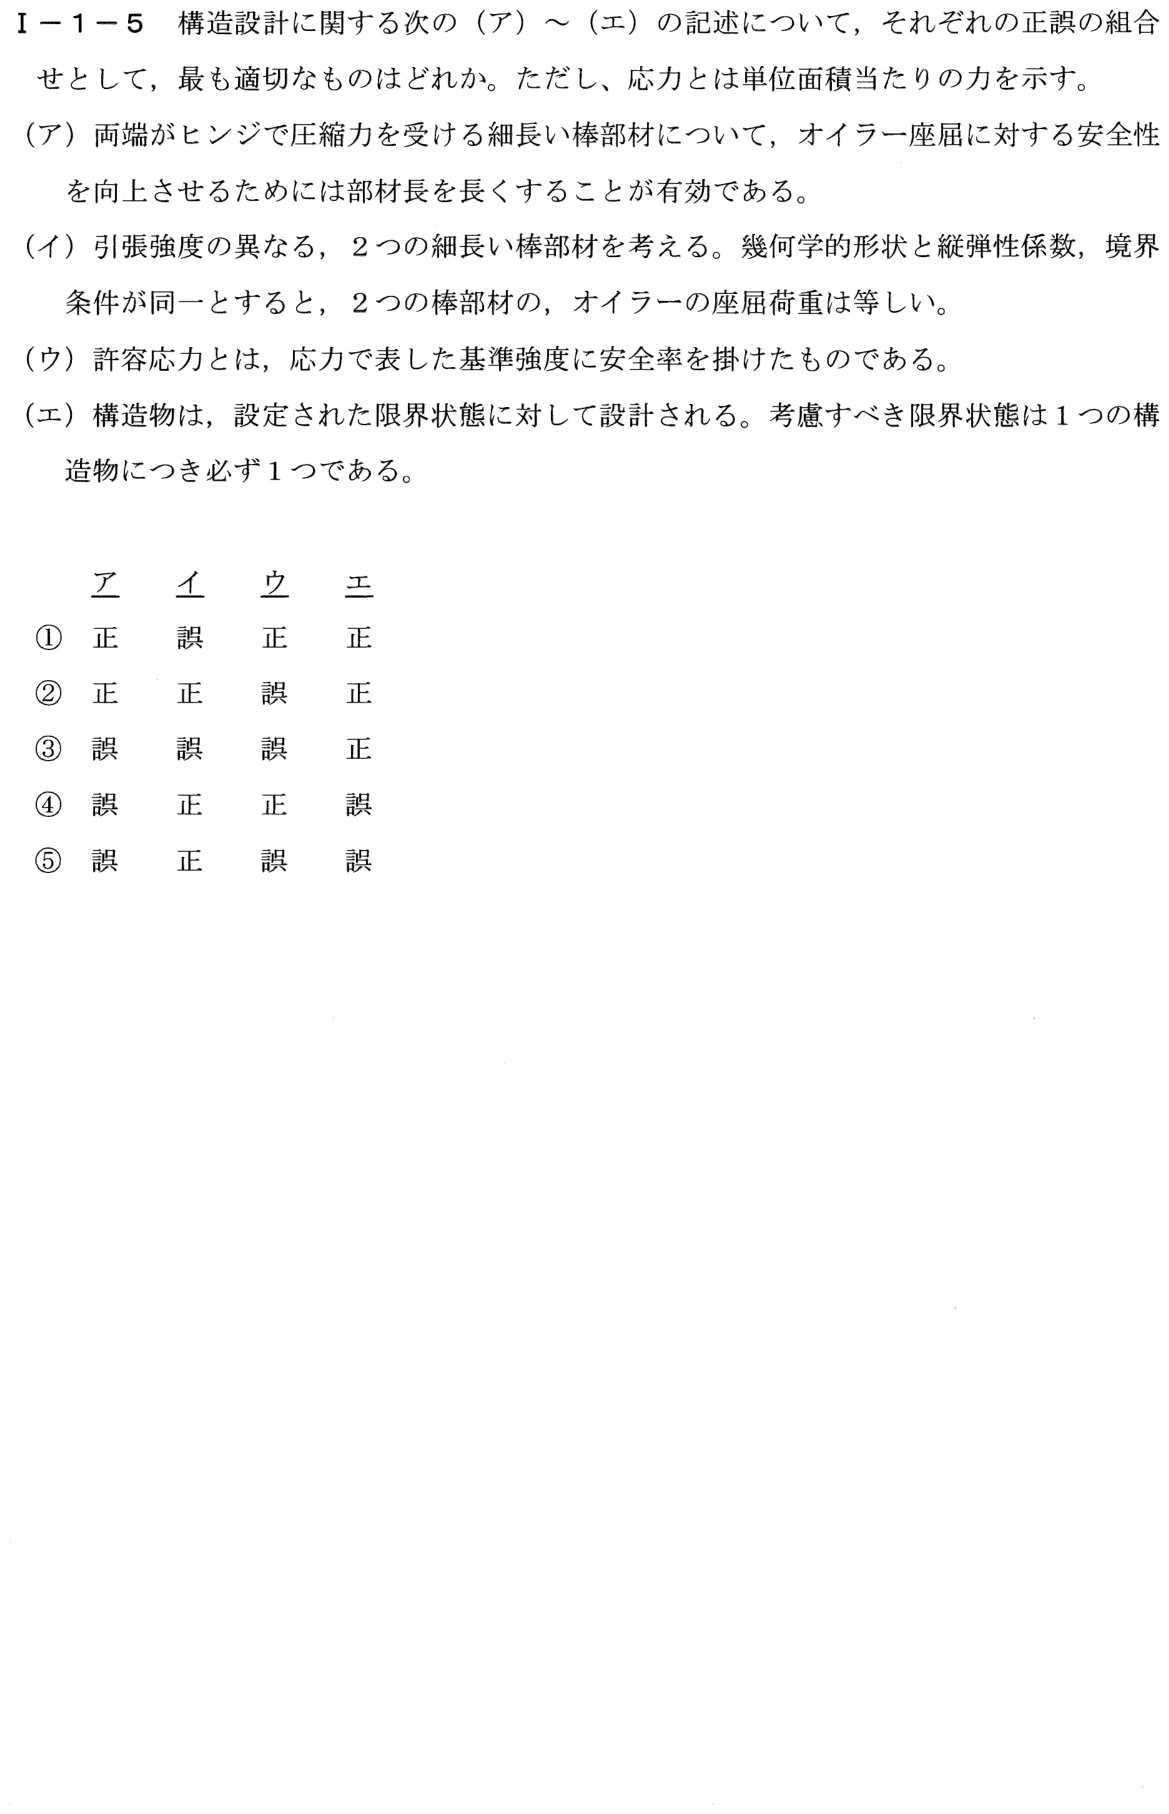 Ⅰ－１－５　構造設計に関する次の（ア）～（エ）の記述について，それぞれの正誤の組合
せとして，最も適切なものはどれか。ただし、応力とは単位面積当たりの力を示す。
（ア）両端がヒンジで圧縮力を受ける細長い棒部材について，オイラー座屈に対する安全性
を向上させるためには部材長を長くすることが有効である。
（イ）引張強度の異なる，２つの細長い棒部材を考える。幾何学的形状と縦弾性係数，境界
条件が同一とすると，２つの棒部材の，オイラーの座屈荷重は等しい。
（ウ）許容応力とは，応力で表した基準強度に安全率を掛けたものである。
（エ）構造物は，設定された限界状態に対して設計される。考慮すべき限界状態は１つの構
造物につき必ず１つである。
ア　イ　ウ　エ
①　正　誤　正　正
②　正　正　誤　正
③　誤　誤　誤　正
④　誤　正　正　誤
⑤　誤　正　誤　誤